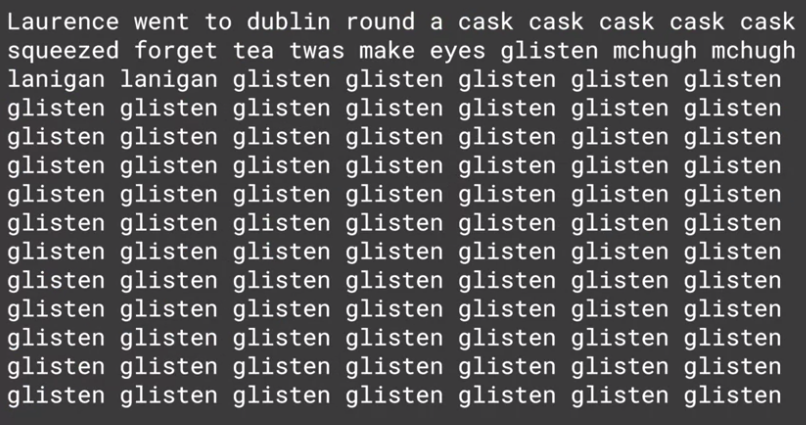 Laurence went to dublin round a cask cask cask cask cask
squeezed forget tea twas make eyes glisten mchugh mchugh
lanigan lanigan glisten glisten glisten glisten glisten
glisten glisten glisten glisten glisten glisten glisten
glisten glisten glisten glisten glisten glisten glisten
glisten glisten glisten glisten glisten glisten glisten
glisten glisten glisten glisten glisten glisten glisten
glisten glisten glisten glisten glisten glisten glisten
glisten glisten glisten glisten glisten glisten glisten
glisten glisten glisten glisten glisten glisten glisten
glisten glisten glisten glisten glisten glisten glisten
glisten glisten glisten glisten glisten glisten glisten
glisten glisten glisten glisten glisten glisten glisten
glisten glisten glisten glisten glisten glisten glisten